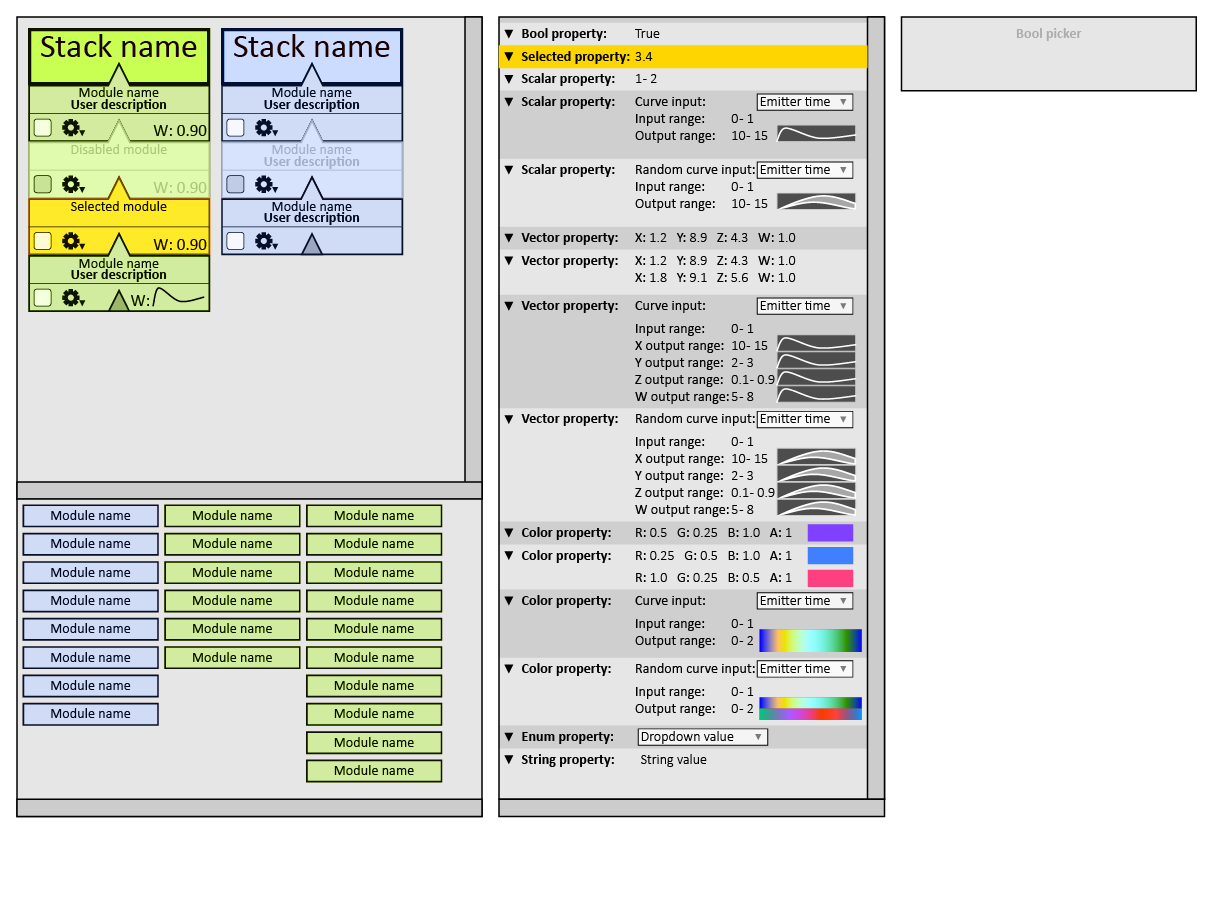 Stack name
Module name
User description
W: 0.90
Disabled module
W: 0.90
Selected module
W: 0.90
Module name
User description
W:
Stack name
Module name
User description
Module name
User description
Module name
User description
Module name Module name Module name
Module name Module name Module name
Module name Module name Module name
Module name Module name Module name
Module name Module name Module name
Module name Module name Module name
Module name Module name
Module name Module name
Module name
Module name
▼ Bool property: True
▼ Selected property: 3.4
▼ Scalar property: 1- 2
▼ Scalar property: Curve input: Emitter time ▼
Input range: 0- 1
Output range: 10- 15
▼ Scalar property: Random curve input: Emitter time ▼
Input range: 0- 1
Output range: 10- 15
▼ Vector property: X: 1.2 Y: 8.9 Z: 4.3 W: 1.0
▼ Vector property: X: 1.2 Y: 8.9 Z: 4.3 W: 1.0
X: 1.8 Y: 9.1 Z: 5.6 W: 1.0
▼ Vector property: Curve input: Emitter time ▼
Input range: 0- 1
X output range: 10- 15
Y output range: 2- 3
Z output range: 0.1- 0.9
W output range: 5- 8
▼ Vector property: Random curve input: Emitter time ▼
Input range: 0- 1
X output range: 10- 15
Y output range: 2- 3
Z output range: 0.1- 0.9
W output range: 5- 8
▼ Color property: R: 0.5 G: 0.25 B: 1.0 A: 1
▼ Color property: R: 0.25 G: 0.5 B: 1.0 A: 1
R: 1.0 G: 0.25 B: 0.5 A: 1
▼ Color property: Curve input: Emitter time ▼
Input range: 0- 1
Output range: 0- 2
▼ Color property: Random curve input: Emitter time ▼
Input range: 0- 1
Output range: 0- 2
▼ Enum property: Dropdown value ▼
▼ String property: String value
Bool picker